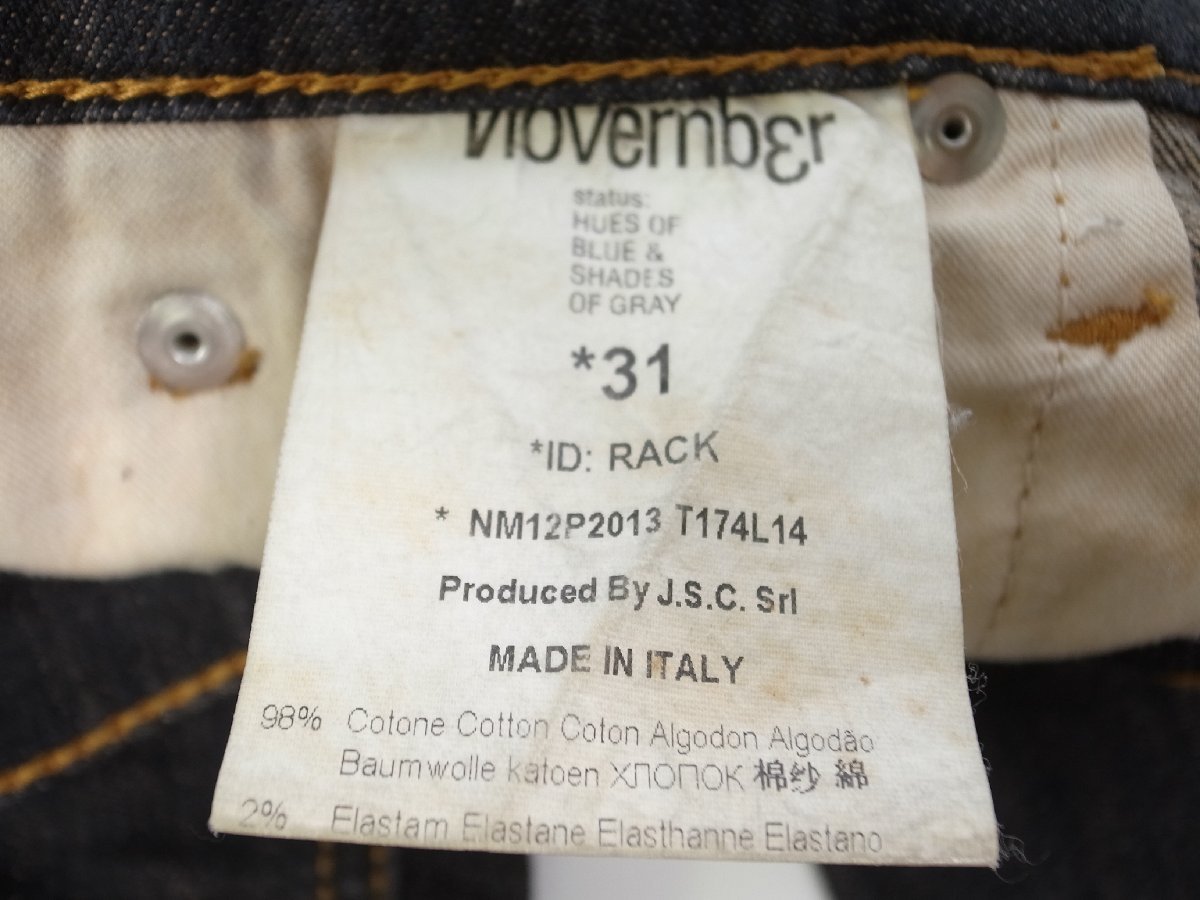 November
status:
HUES OF
BLUE &
SHADES
OF GRAY
*31
*ID: RACK
* NM12P2013 T174L14
Produced By J.S.C. Srl
MADE IN ITALY
98% Cotone Cotton Coton Algodon Algodão
Baumwolle katoen ХЛОПОК 棉纱 綿
2% Elastam Elastane Elasthanne Elastano